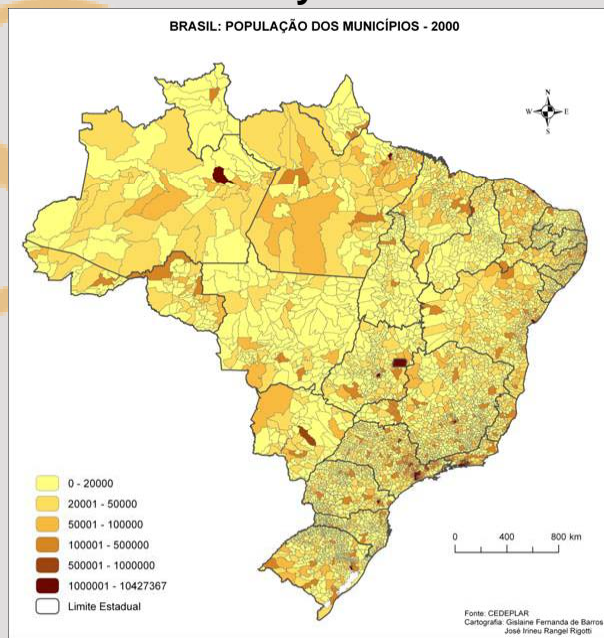 BRASIL: POPULAÇÃO DOS MUNICÍPIOS - 2000
N
W E
S
0 - 20000
20001 - 50000
50001 - 100000
100001 - 500000
500001 - 1000000
1000001 - 10427367
Limite Estadual
0 400 800 km
Fonte: CEDEPLAR
Cartografia: Gislaine Fernanda de Barros
José Irineu Rangel Rigotti